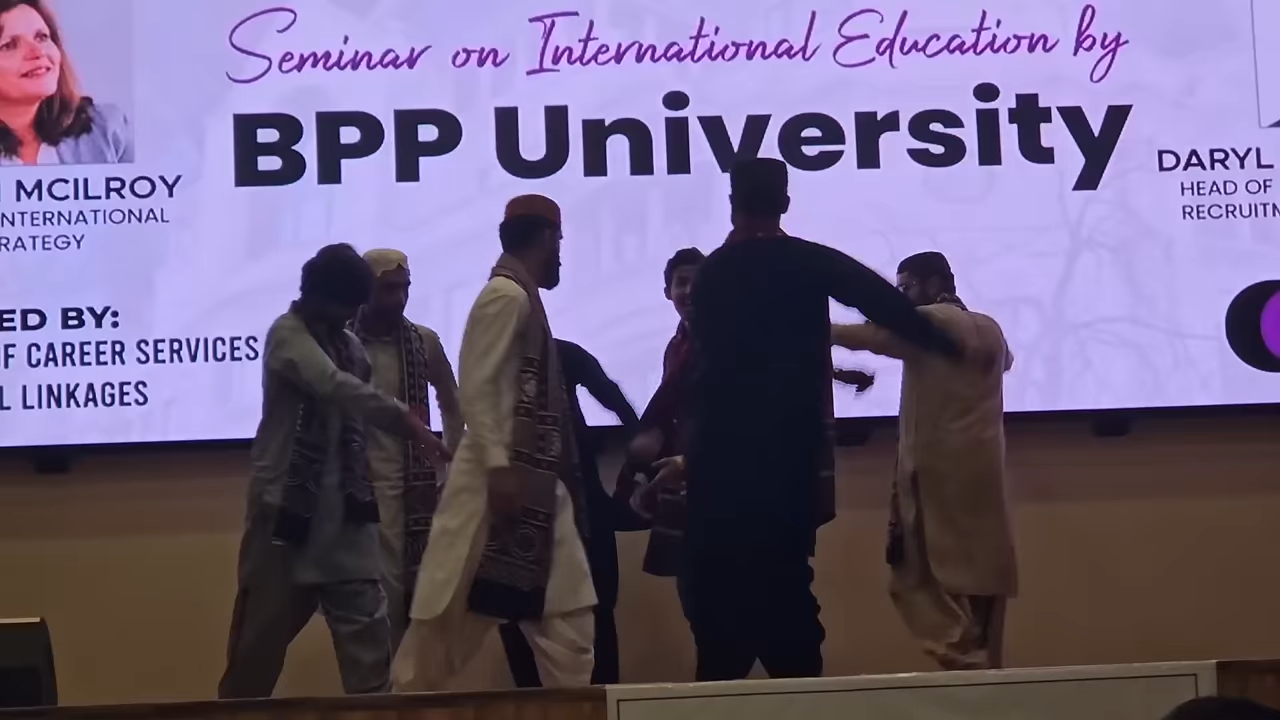 Seminar on International Education by
BPP University
MCILROY
INTERNATIONAL
RATEGY
ED BY:
OF CAREER SERVICES
L LINKAGES
DARYL
HEAD OF
RECRUITM